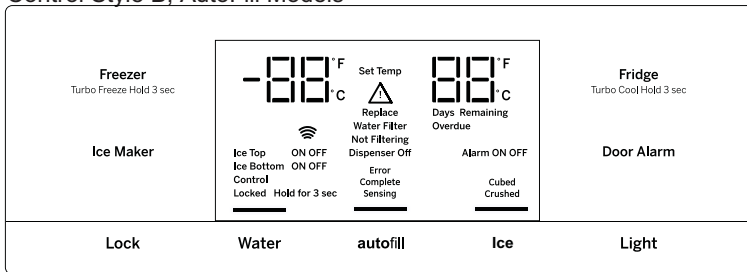 Control Style B, AutoFill Models
Freezer
Turbo Freeze Hold 3 sec
Ice Maker
-88 °F °C
Set Temp
88 °F °C
Replace
Water Filter
Not Filtering
Dispenser Off
Days Remaining
Overdue
Ice Top ON OFF
Ice Bottom ON OFF
Control
Locked Hold for 3 sec
Error
Complete
Sensing
Alarm ON OFF
Cubed
Crushed
Fridge
Turbo Cool Hold 3 sec
Door Alarm
Lock Water autofill Ice Light